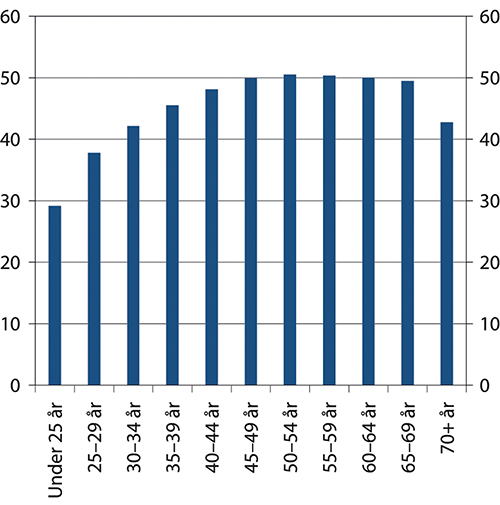 60 60
50 50
40 40
30 30
20 20
10 10
0 0
Under 25 år
25–29 år
30–34 år
35–39 år
40–44 år
45–49 år
50–54 år
55–59 år
60–64 år
65–69 år
70+ år